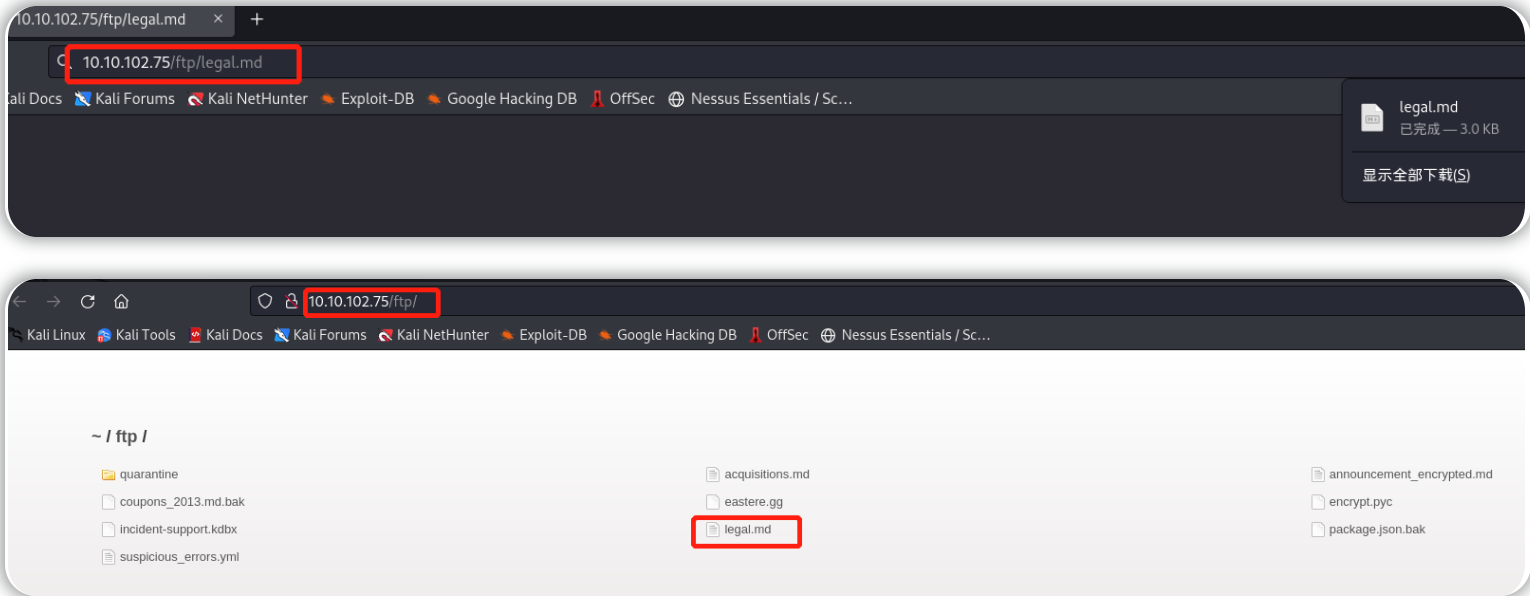 10.10.102.75/ftp/legal.md × +
10.10.102.75/ftp/legal.md
Kali Forums Kali NetHunter Exploit-DB Google Hacking DB OffSec Nessus Essentials / Sc…
legal.md
已完成 — 3.0 KB
显示全部下载(S)
10.10.102.75/ftp/
Kali Linux Kali Tools Kali Docs Kali Forums Kali NetHunter Exploit-DB Google Hacking DB OffSec Nessus Essentials / Sc…
~ / ftp /
quarantine acquisitions.md announcement_encrypted.md
coupons_2013.md.bak eastere.gg encrypt.pyc
incident-support.kdbx legal.md package.json.bak
suspicious_errors.yml